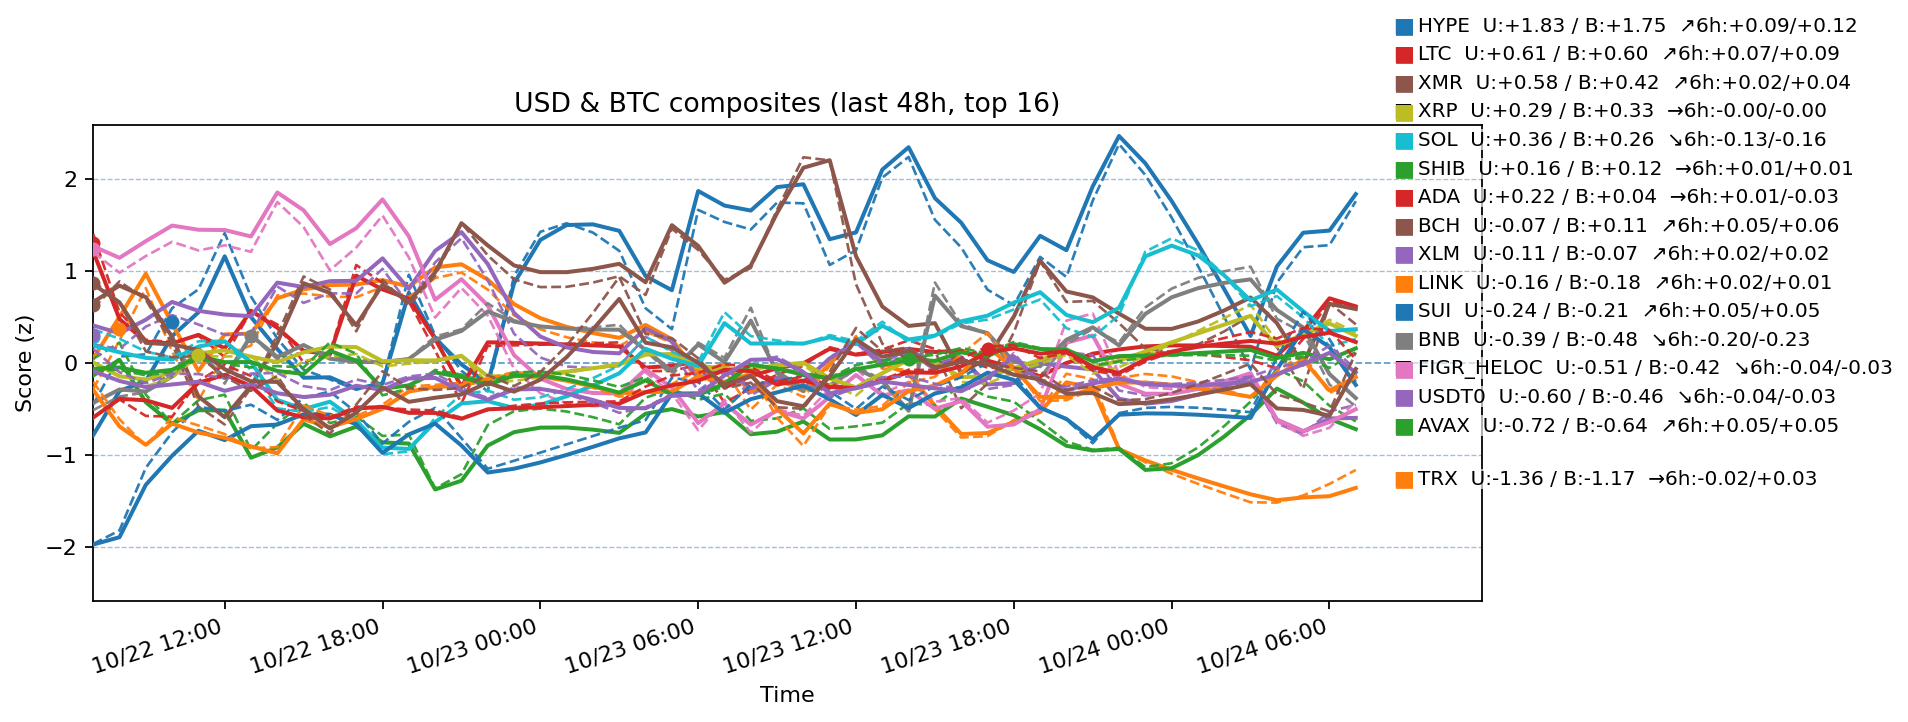 HYPE U:+1.83 / B:+1.75 ↗6h:+0.09/+0.12
LTC U:+0.61 / B:+0.60 ↗6h:+0.07/+0.09
XMR U:+0.58 / B:+0.42 ↗6h:+0.02/+0.04
USD & BTC composites (last 48h, top 16)
XRP U:+0.29 / B:+0.33 →6h:-0.00/-0.00
SOL U:+0.36 / B:+0.26 ↘6h:-0.13/-0.16
SHIB U:+0.16 / B:+0.12 →6h:+0.01/+0.01
ADA U:+0.22 / B:+0.04 →6h:+0.01/-0.03
BCH U:-0.07 / B:+0.11 ↗6h:+0.05/+0.06
XLM U:-0.11 / B:-0.07 ↗6h:+0.02/+0.02
LINK U:-0.16 / B:-0.18 ↗6h:+0.02/+0.01
SUI U:-0.24 / B:-0.21 ↗6h:+0.05/+0.05
BNB U:-0.39 / B:-0.48 ↘6h:-0.20/-0.23
FIGR_HELOC U:-0.51 / B:-0.42 ↘6h:-0.04/-0.03
USDT0 U:-0.60 / B:-0.46 ↘6h:-0.04/-0.03
AVAX U:-0.72 / B:-0.64 ↗6h:+0.05/+0.05
TRX U:-1.36 / B:-1.17 →6h:-0.02/+0.03
Score (z)
2
1
0
−1
−2
10/22 12:00
10/22 18:00
10/23 00:00
10/23 06:00
10/23 12:00
10/23 18:00
10/24 00:00
10/24 06:00
Time